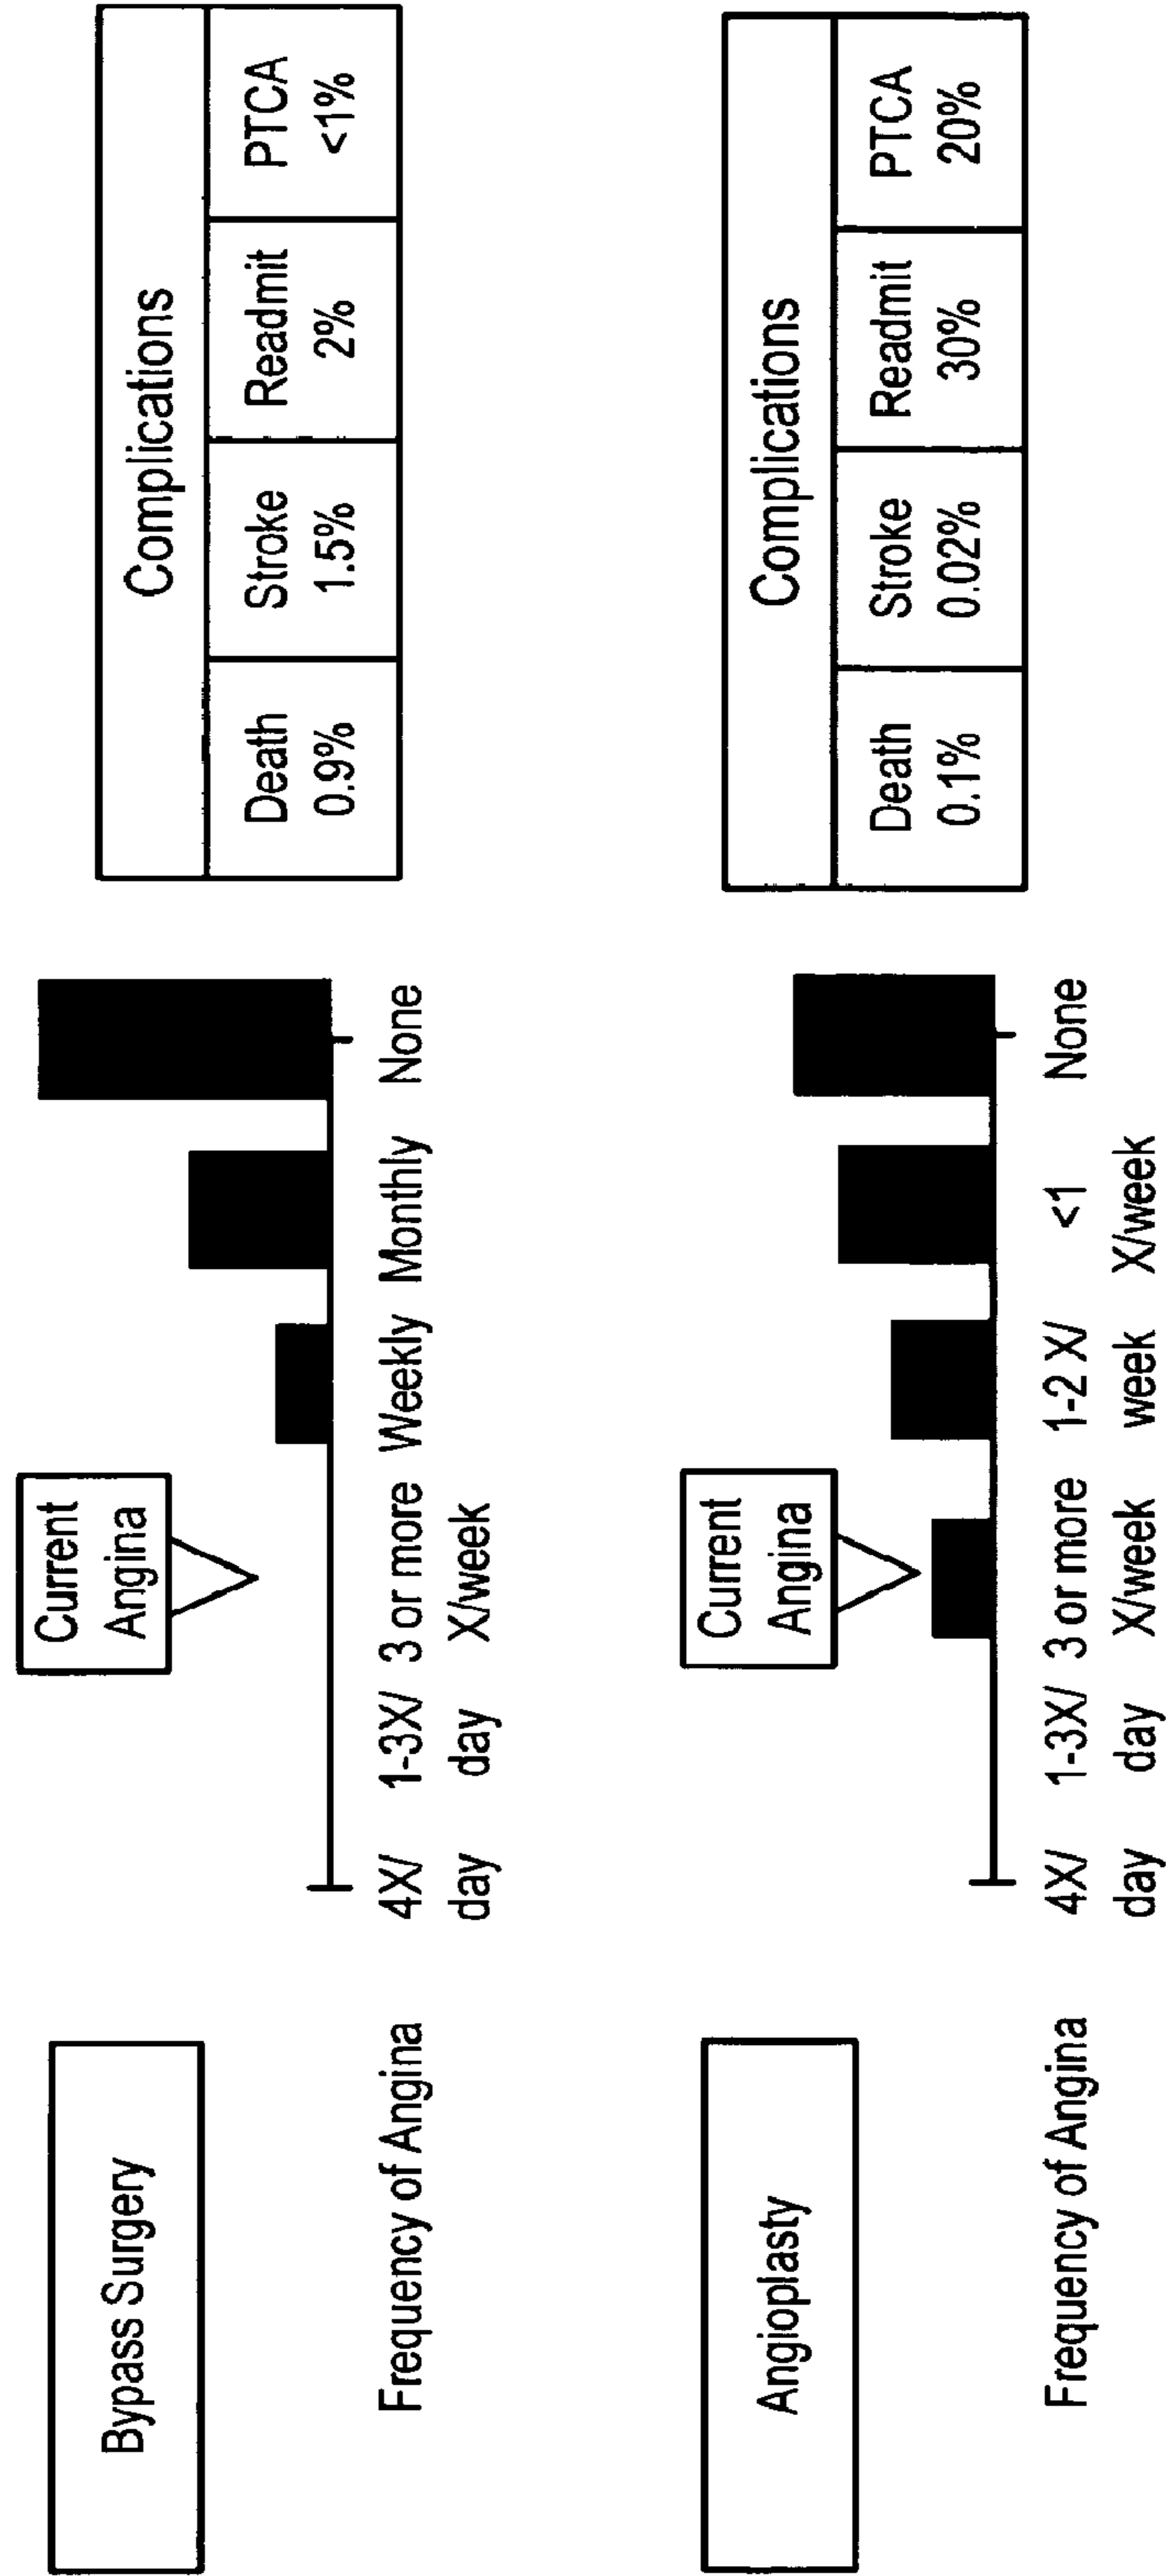 Bypass Surgery
Current
Angina
Frequency of Angina
4X/ 1-3X/ 3 or more Weekly Monthly None
day day X/week
Complications
Death Stroke Readmit PTCA
0.9% 1.5% 2% <1%
Angioplasty
Current
Angina
Frequency of Angina
4X/ 1-3X/ 3 or more 1-2 X/ <1 None
day day X/week week X/week
Complications
Death Stroke Readmit PTCA
0.1% 0.02% 30% 20%